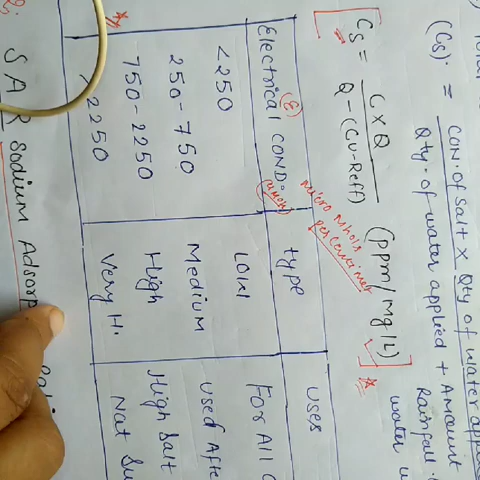 (Cs). = CON. Of Salt × Qty of water
Qty. of water applied + Amount
Rainfall.
water
Cs = C × Q
Q - (Cu-Reff)
(ppm/mg/L)
micro Mhos
per centimeter
Electrical COND: type uses
(E)
<250 Low For All
250-750 Medium used
750-2250 High High Salt
2250 Very H. Not
SAR Sodium Adsorp